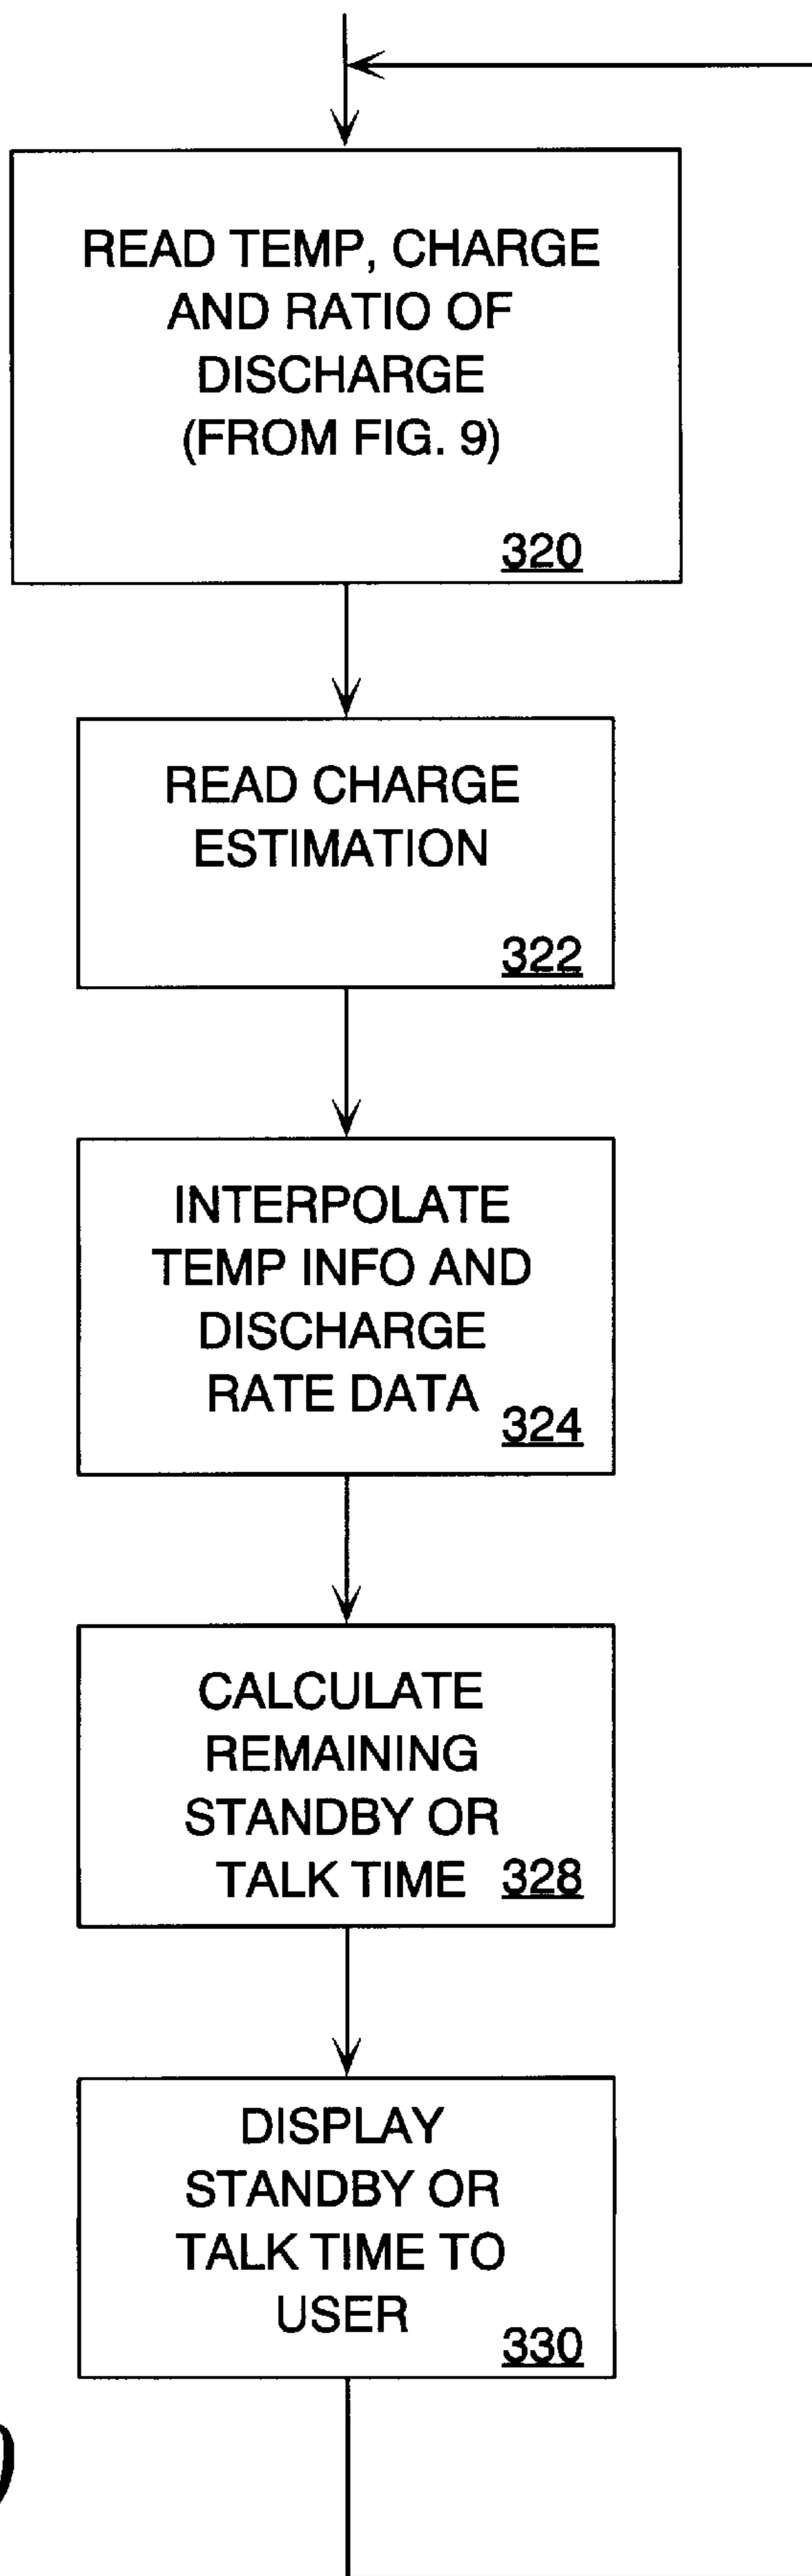 READ TEMP, CHARGE
AND RATIO OF
DISCHARGE
(FROM FIG. 9)
320
READ CHARGE
ESTIMATION
322
INTERPOLATE
TEMP INFO AND
DISCHARGE
RATE DATA
324
CALCULATE
REMAINING
STANDBY OR
TALK TIME
328
DISPLAY
STANDBY OR
TALK TIME TO
USER
330